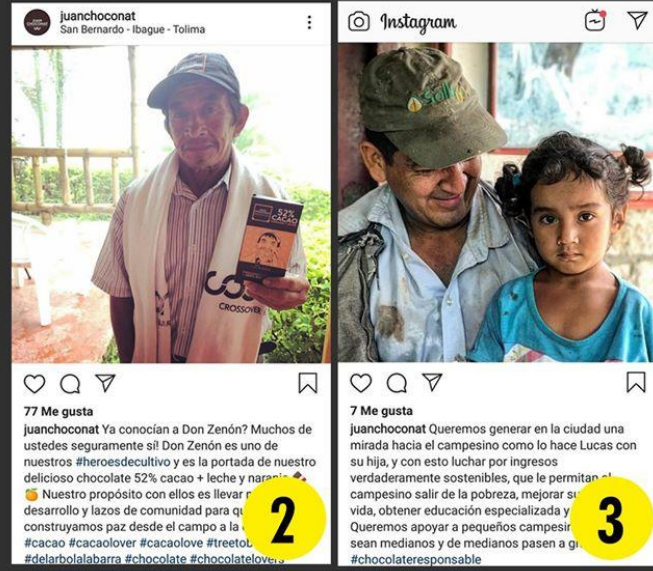 juanchoconat
San Bernardo - Ibague - Tolima
52%
CACAO
CROSSOVER
77 Me gusta
juanchoconat Ya conocían a Don Zenón? Muchos de
ustedes seguramente sí! Don Zenón es uno de
nuestros #heroesdecultivo y es la portada de nuestro
delicioso chocolate 52% cacao + leche y naranja
Nuestro propósito con ellos es llevar
desarrollo y lazos de comunidad para
construyamos paz desde el campo a la
#cacao #cacaolover #cacaolove
#delarbolalabarra #chocolate #chocolatelovers
2
Instagram
7 Me gusta
juanchoconat Queremos generar en la ciudad una
mirada hacia el campesino como lo hace Lucas con
su hija, y con esto luchar por ingresos
verdaderamente sostenibles, que le permitan
campesino salir de la pobreza, mejorar
vida, obtener educación especializada y
Queremos apoyar a pequeños
sean medianos y de medianos pasen a
#chocolateresponsable
3